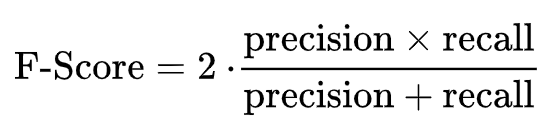 F-Score = 2 · precision × recall / precision + recall